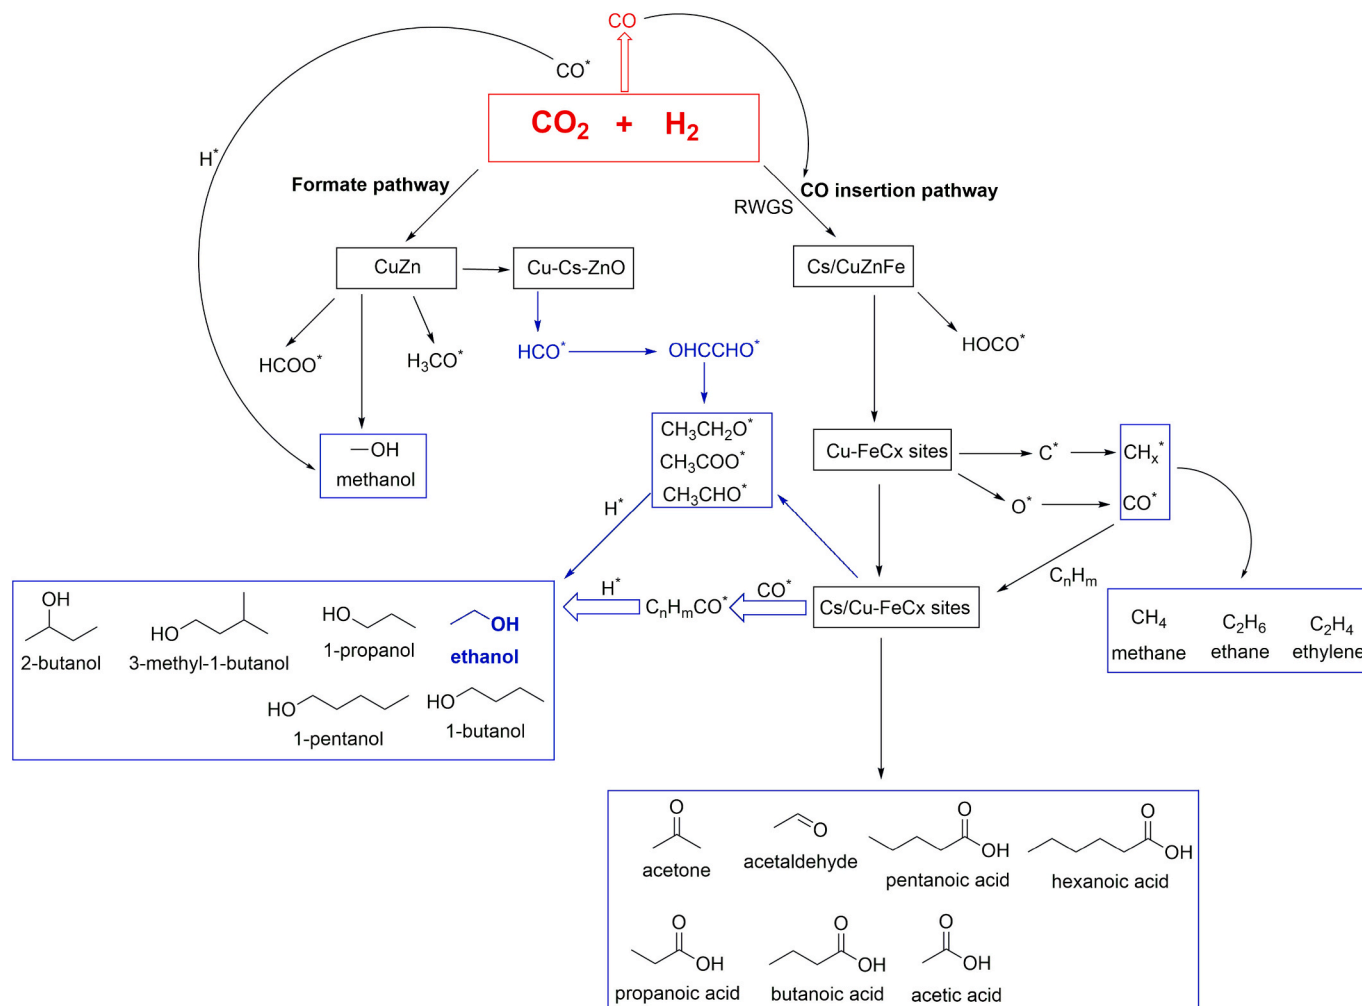 CO
CO*
CO₂ + H₂
H*
Formate pathway
CO insertion pathway
RWGS
CuZn
Cu-Cs-ZnO
Cs/CuZnFe
HCOO*
H₃CO*
HCO*
OHCCHO*
HOCO*
OH
methanol
CH₃CH₂O*
CH₃COO*
CH₃CHO*
Cu-FeCx sites
C*
CHₓ*
O*
CO*
H*
CₙHₘ
H*
CₙHₘCO*
CO*
Cs/Cu-FeCx sites
OH
2-butanol
HO
3-methyl-1-butanol
HO
1-propanol
OH
ethanol
HO
1-pentanol
HO
1-butanol
CH₄
methane
C₂H₆
ethane
C₂H₄
ethylene
O
acetone
O
acetaldehyde
O
OH
pentanoic acid
O
OH
hexanoic acid
O
OH
propanoic acid
O
OH
butanoic acid
O
OH
acetic acid